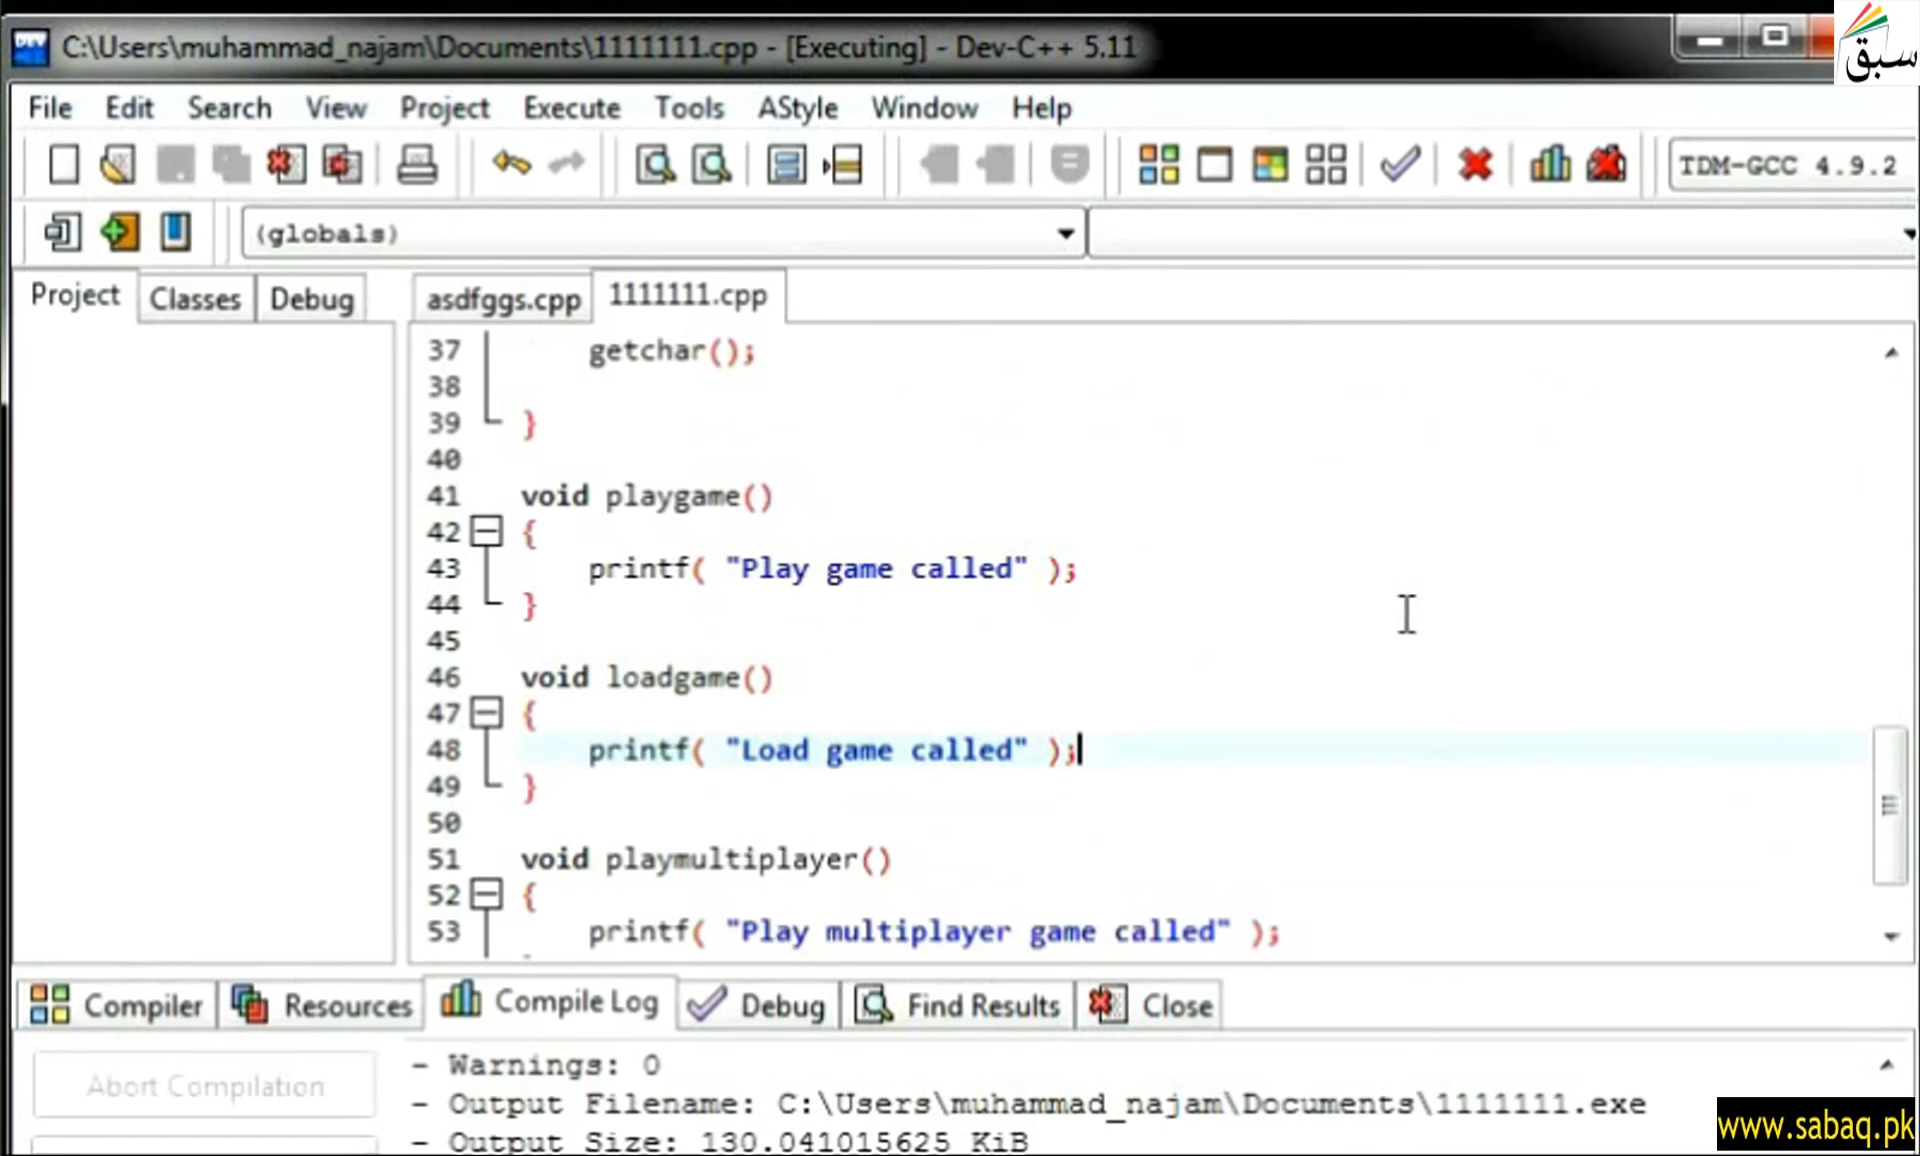 C:\Users\muhammad_najam\Documents\1111111.cpp - [Executing] - Dev-C++ 5.11
سبق
File Edit Search View Project Execute Tools AStyle Window Help
TDM-GCC 4.9.2
(globals)
Project Classes Debug asdfggs.cpp 1111111.cpp
37 getchar();
38
39 }
40
41 void playgame()
42 {
43 printf( "Play game called" );
44 }
45
46 void loadgame()
47 {
48 printf( "Load game called" );
49 }
50
51 void playmultiplayer()
52 {
53 printf( "Play multiplayer game called" );
Compiler Resources Compile Log Debug Find Results Close
Abort Compilation
- Warnings: 0
- Output Filename: C:\Users\muhammad_najam\Documents\1111111.exe
- Output Size: 130.041015625 KiB
www.sabaq.pk